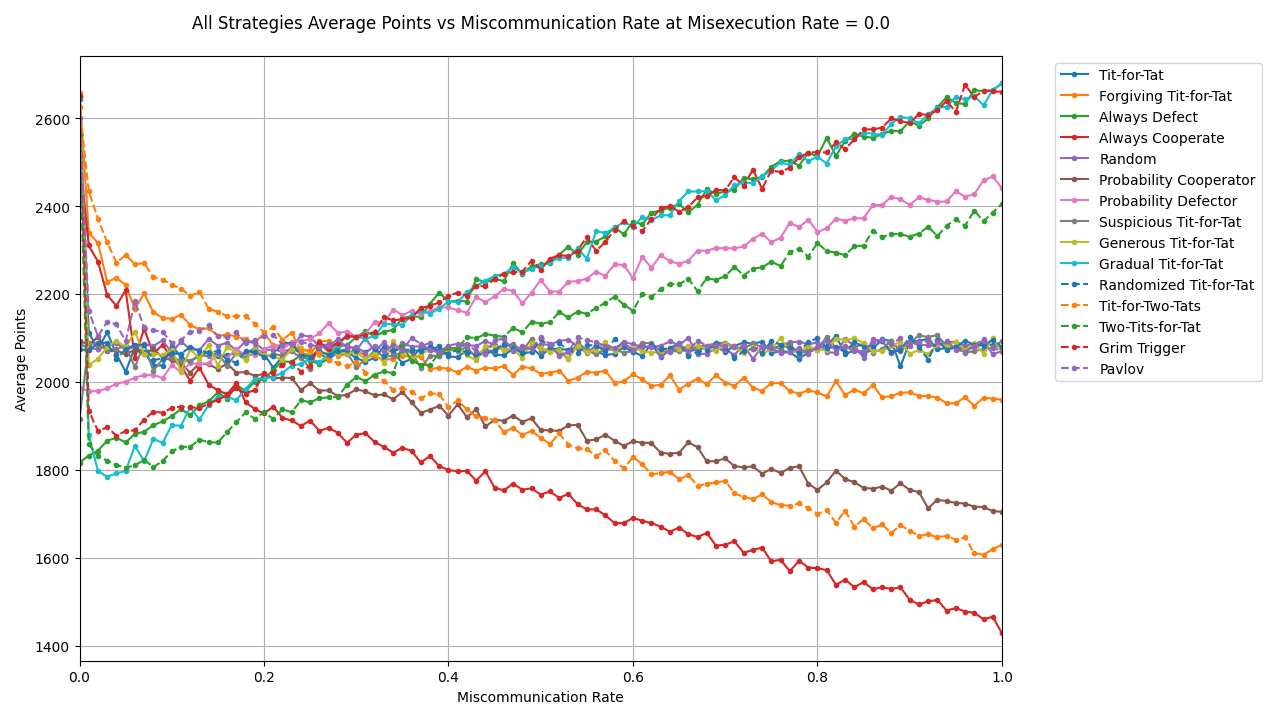 All Strategies Average Points vs Miscommunication Rate at Misexecution Rate = 0.0
Average Points
2600
2400
2200
2000
1800
1600
1400
0.0
0.2
0.4
0.6
0.8
1.0
Miscommunication Rate
Tit-for-Tat
Forgiving Tit-for-Tat
Always Defect
Always Cooperate
Random
Probability Cooperator
Probability Defector
Suspicious Tit-for-Tat
Generous Tit-for-Tat
Gradual Tit-for-Tat
Randomized Tit-for-Tat
Tit-for-Two-Tats
Two-Tits-for-Tat
Grim Trigger
Pavlov